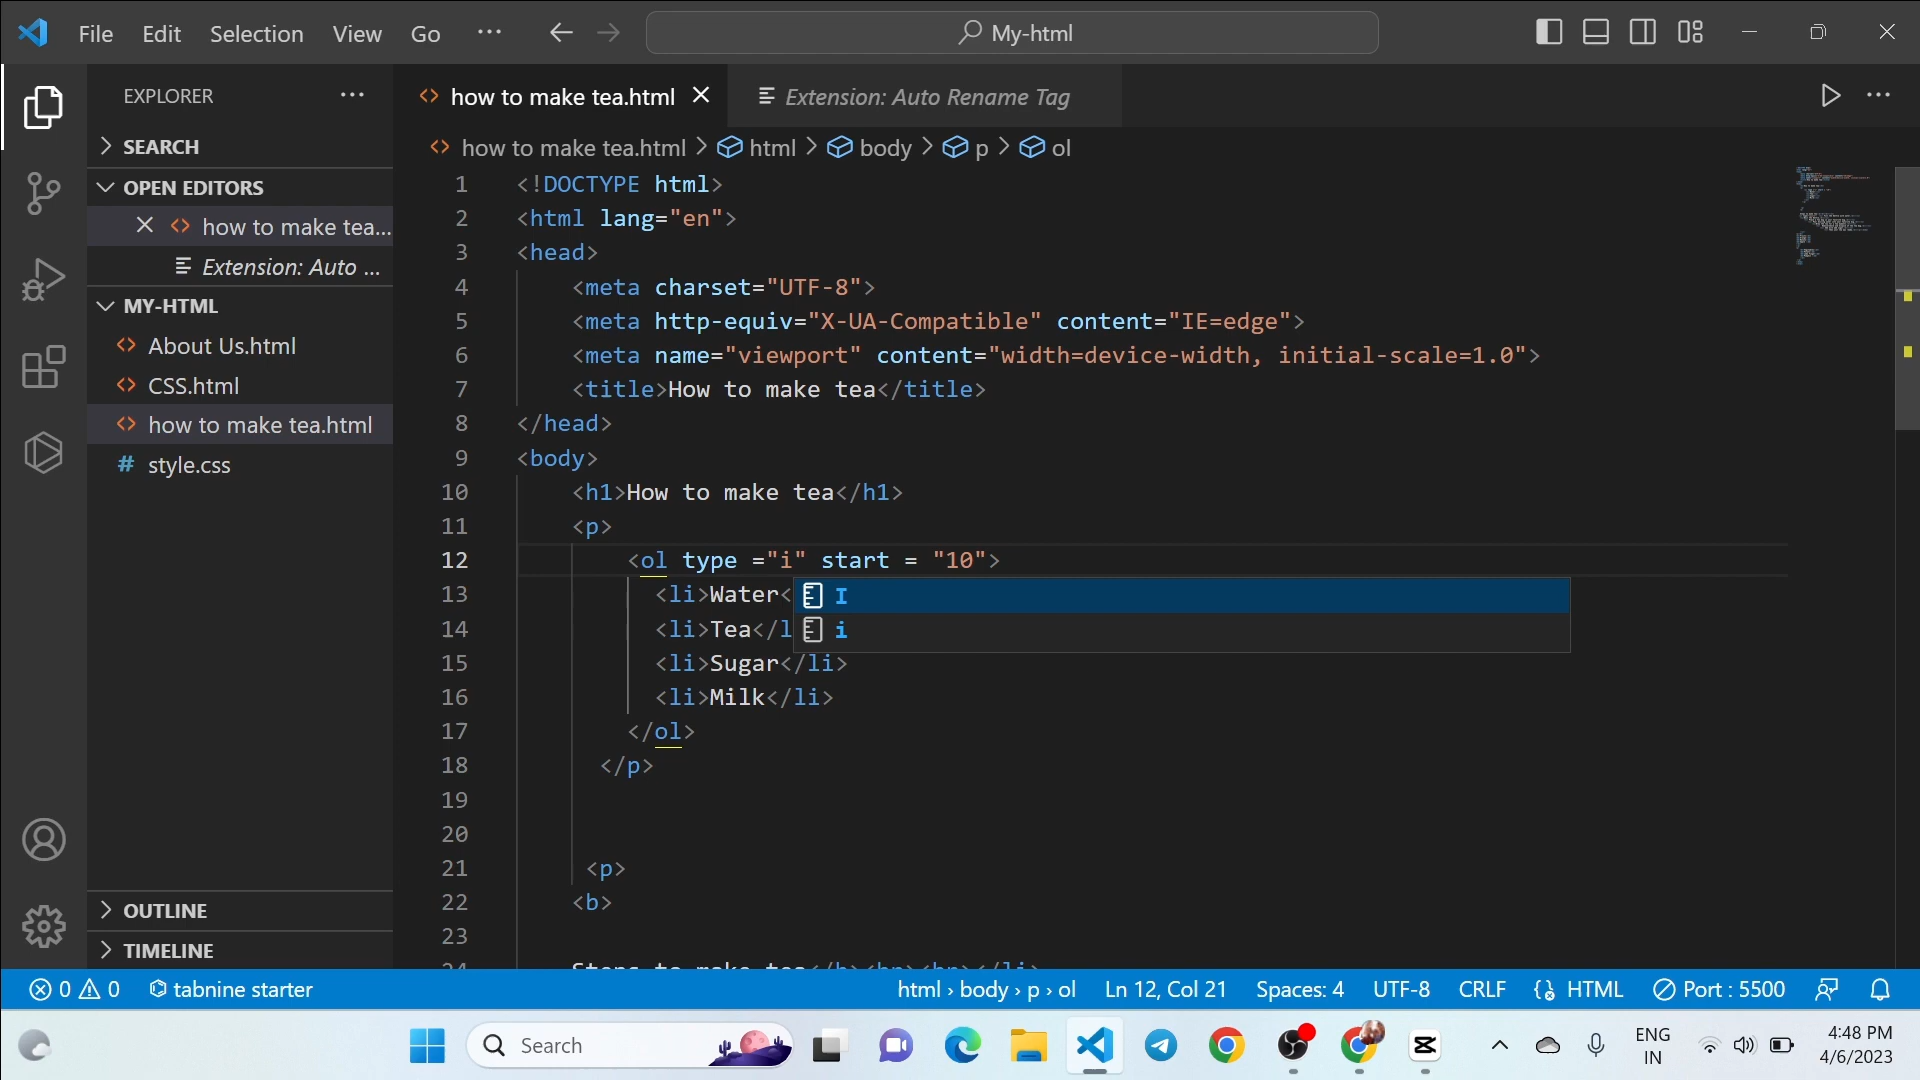 File Edit Selection View Go ··· My-html
EXPLORER ···
SEARCH
OPEN EDITORS
how to make tea...
Extension: Auto ...
MY-HTML
About Us.html
CSS.html
how to make tea.html
# style.css
OUTLINE
TIMELINE
how to make tea.html
Extension: Auto Rename Tag
how to make tea.html > html > body > p > ol
1 <!DOCTYPE html>
2 <html lang="en">
3 <head>
4 <meta charset="UTF-8">
5 <meta http-equiv="X-UA-Compatible" content="IE=edge">
6 <meta name="viewport" content="width=device-width, initial-scale=1.0">
7 <title>How to make tea</title>
8 </head>
9 <body>
10 <h1>How to make tea</h1>
11 <p>
12 <ol type ="i" start = "10">
13 <li>Water<
I
14 <li>Tea</l
i
15 <li>Sugar</li>
16 <li>Milk</li>
17 </ol>
18 </p>
19
20
21 <p>
22 <b>
23
24 Steps to make tea</b><br><br></li>
0 0 tabnine starter html › body › p › ol Ln 12, Col 21 Spaces: 4 UTF-8 CRLF HTML Port : 5500
Search
ENG
IN
4:48 PM
4/6/2023